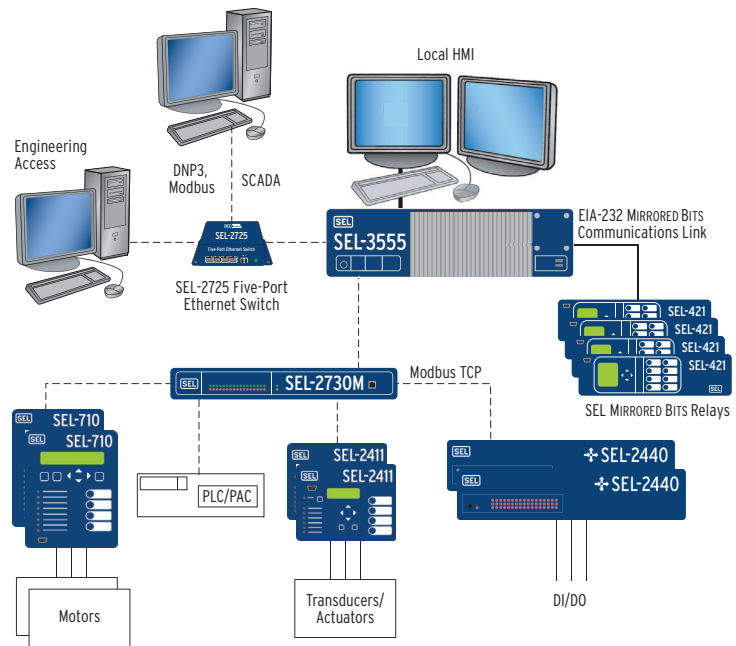 Local HMI
Engineering
Access
DNP3,
Modbus
SCADA
SEL
SEL-2725
Five-Port Ethernet Switch
SEL-2725 Five-Port
Ethernet Switch
SEL
SEL-3555
EIA-232 MIRRORED BITS
Communications Link
SEL-421
SEL-421
SEL-421
SEL-421
SEL
SEL MIRRORED BITS Relays
SEL
SEL-2730M
Modbus TCP
SEL
SEL-710
SEL
SEL-710
PLC/PAC
SEL
SEL-2411
SEL
SEL-2411
SEL
SEL-2440
SEL
SEL-2440
Motors
Transducers/
Actuators
DI/DO